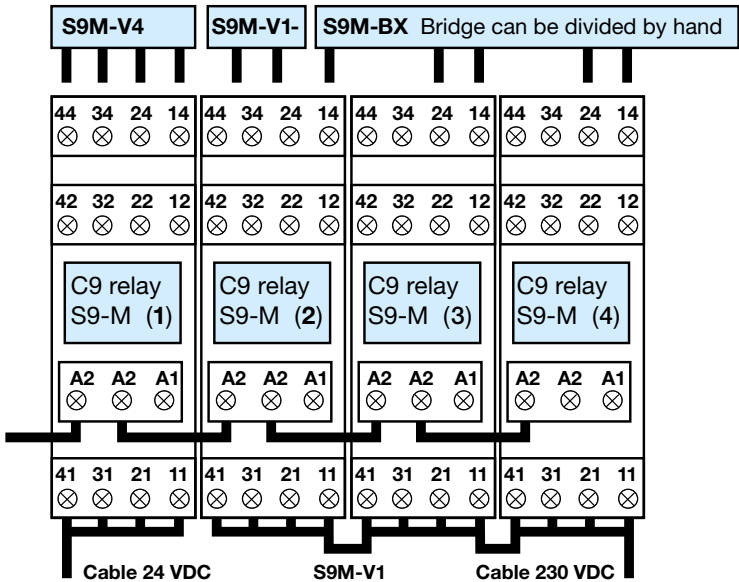 S9M-V4 S9M-V1- S9M-BX Bridge can be divided by hand
44 34 24 14 44 34 24 14 44 34 24 14 44 34 24 14
42 32 22 12 42 32 22 12 42 32 22 12 42 32 22 12
C9 relay C9 relay C9 relay C9 relay
S9-M (1) S9-M (2) S9-M (3) S9-M (4)
A2 A2 A1 A2 A2 A1 A2 A2 A1 A2 A2 A1
41 31 21 11 41 31 21 11 41 31 21 11 41 31 21 11
Cable 24 VDC S9M-V1 Cable 230 VDC